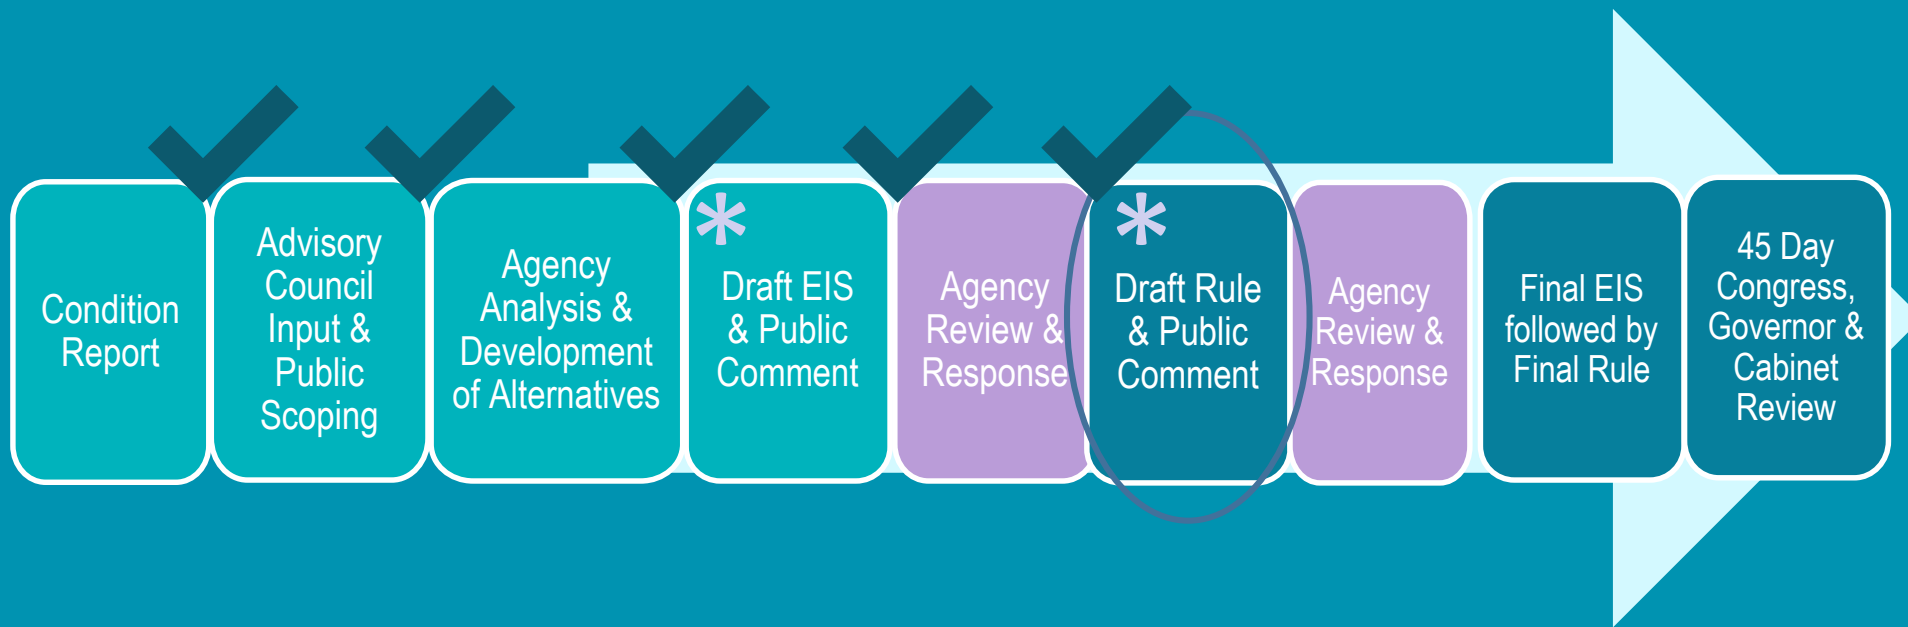 Condition
Report
Advisory
Council
Input &
Public
Scoping
Agency
Analysis &
Development
of Alternatives
*
Draft EIS
& Public
Comment
Agency
Review &
Response
*
Draft Rule
& Public
Comment
Agency
Review &
Response
Final EIS
followed by
Final Rule
45 Day
Congress,
Governor &
Cabinet
Review